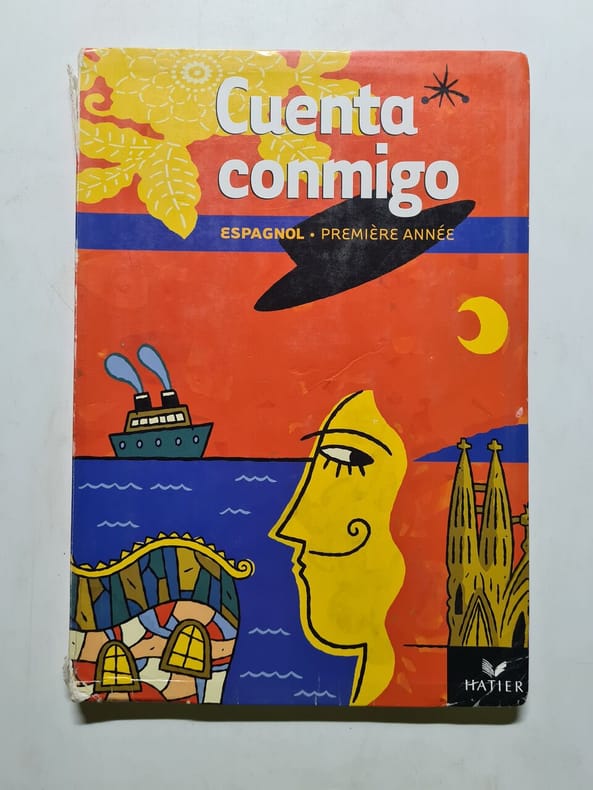 Cuenta
conmigo
ESPAGNOL • PREMIÈRE ANNÉE
HATIER